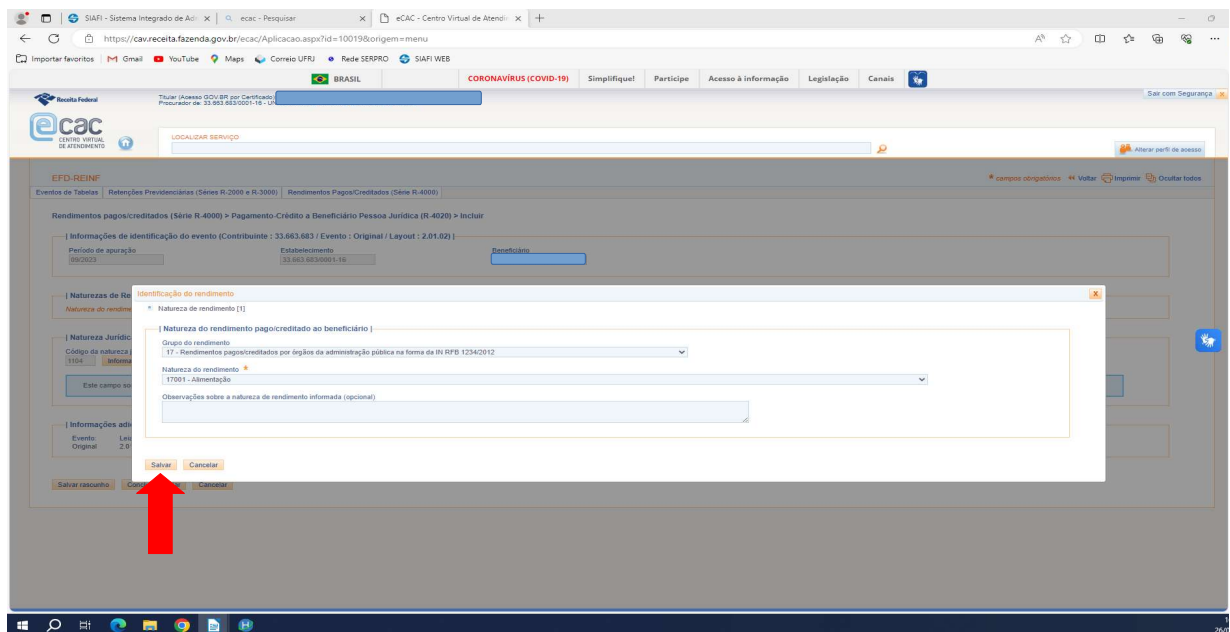 SIAFI - Sistema Integrado de Ad
ecac - Pesquisar
eCAC - Centro Virtual de Atendi
https://cav.receita.fazenda.gov.br/ecac/Aplicacao.aspx?id=10019&origem=menu
Importar favoritos Gmail YouTube Maps Correio UFRJ Rede SERPRO SIAFI WEB
BRASIL CORONAVÍRUS (COVID-19) Simplifique! Participe Acesso à informação Legislação Canais
Receita Federal
Titular (Acesso GOV.BR por Certificado)
Procurador de: 33.663.683/0001-16 - UN
Sair com Segurança
ecac
CENTRO VIRTUAL
DE ATENDIMENTO
LOCALIZAR SERVIÇO
Alterar perfil de acesso
EFD-REINF
* campos obrigatórios Voltar Imprimir Ocultar todos
Eventos de Tabelas Retenções Previdenciárias (Séries R-2000 e R-3000) Rendimentos Pagos/Creditados (Série R-4000)
Rendimentos pagos/creditados (Série R-4000) > Pagamento-Crédito a Beneficiário Pessoa Jurídica (R-4020) > Incluir
| Informações de identificação do evento (Contribuinte : 33.663.683 / Evento : Original / Layout : 2.01.02) |
Período de apuração Estabelecimento Beneficiário
09/2023 33.663.683/0001-16
| Naturezas de Re
Natureza do rendime
Identificação do rendimento
Natureza de rendimento [1]
| Natureza do rendimento pago/creditado ao beneficiário |
Grupo do rendimento
17 - Rendimentos pagos/creditados por órgãos da administração pública na forma da IN RFB 1234/2012
Natureza do rendimento *
17001 - Alimentação
Observações sobre a natureza de rendimento informada (opcional)
Salvar Cancelar
| Natureza Jurídic
Código da natureza j
1104 Informa
Este campo so
| Informações adi
Evento Leia
Original 2.0
Salvar rascunho Conc Cancelar